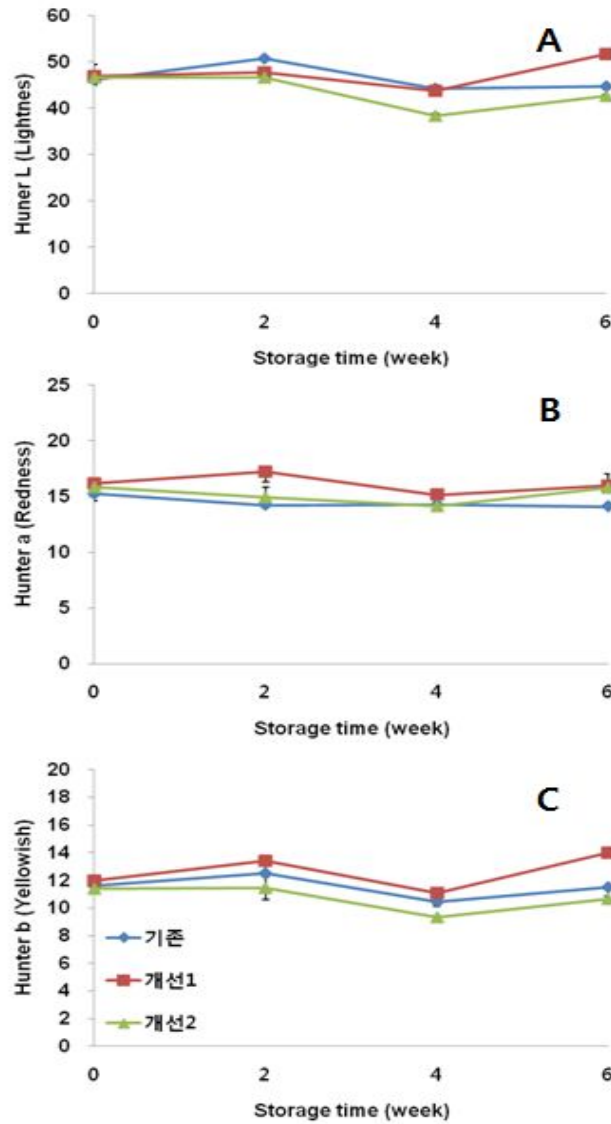 A
60
50
40
30
20
10
0
Huner L (Lightnes)
0 2 4 6
Storage time (week)
B
25
20
15
10
5
0
Hunter a (Redness)
0 2 4 6
Storage time (week)
C
20
18
16
14
12
10
8
6
4
2
0
Hunter b (Yellowish)
기존
개선1
개선2
0 2 4 6
Storage time (week)